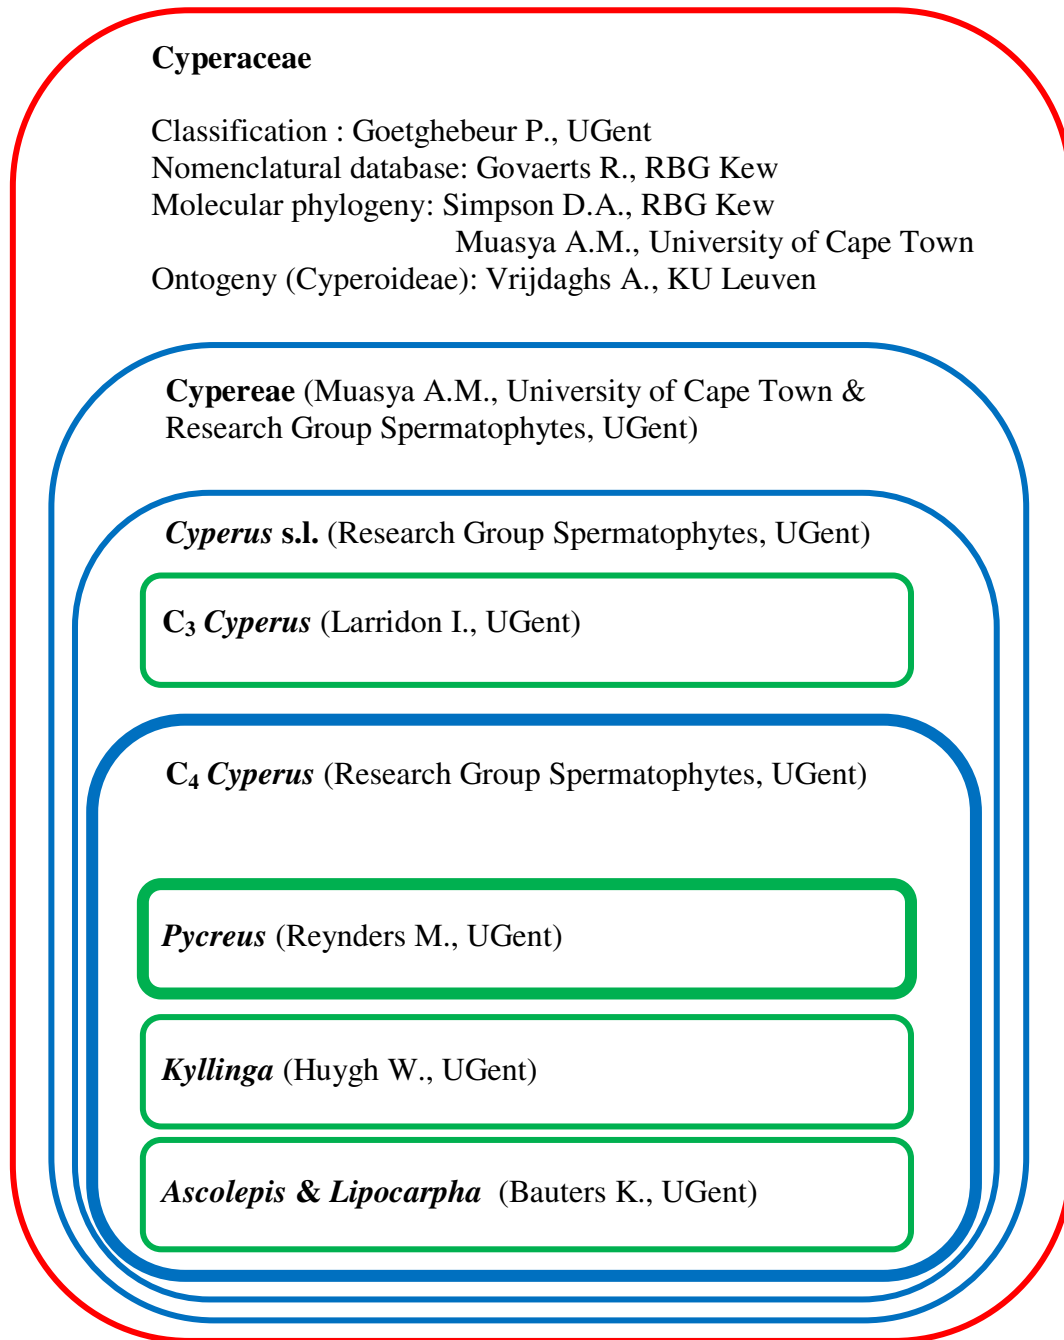 Cyperaceae
Classification : Goetghebeur P., UGent
Nomenclatural database: Govaerts R., RBG Kew
Molecular phylogeny: Simpson D.A., RBG Kew
Muasya A.M., University of Cape Town
Ontogeny (Cyperoideae): Vrijdaghs A., KU Leuven
Cypereae (Muasya A.M., University of Cape Town &
Research Group Spermatophytes, UGent)
Cyperus s.l. (Research Group Spermatophytes, UGent)
C₃ Cyperus (Larridon I., UGent)
C₄ Cyperus (Research Group Spermatophytes, UGent)
Pycreus (Reynders M., UGent)
Kyllinga (Huygh W., UGent)
Ascolepis & Lipocarpha (Bauters K., UGent)